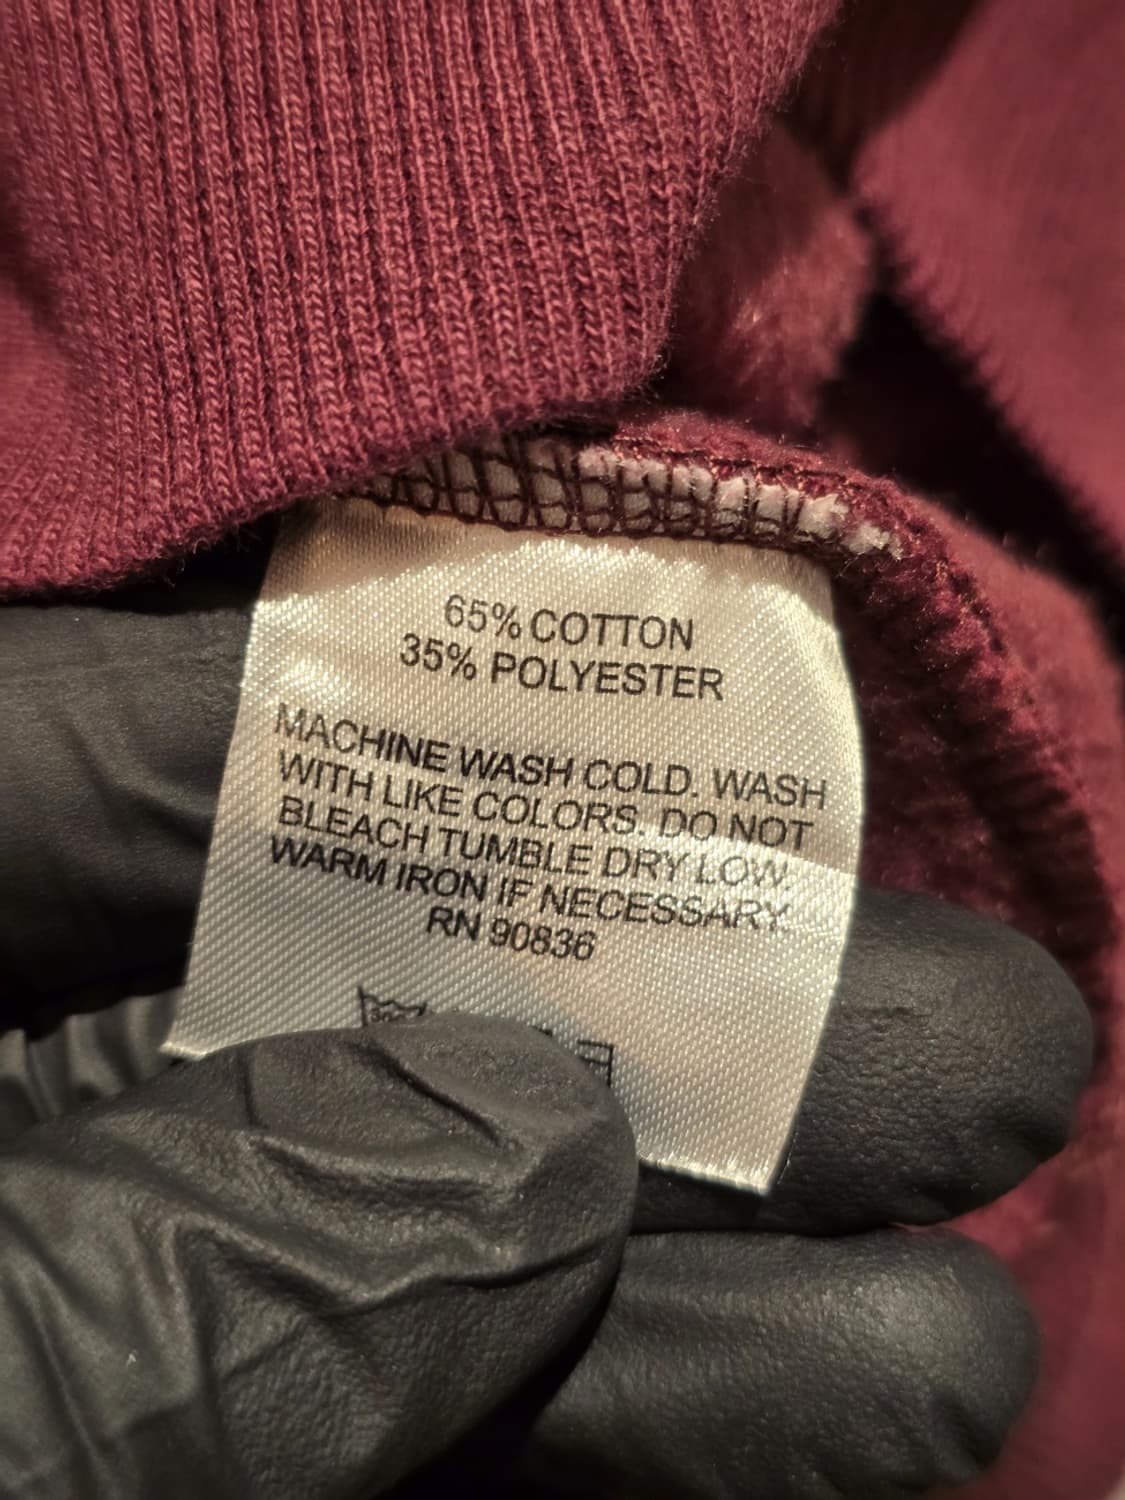 65% COTTON
35% POLYESTER
MACHINE WASH COLD. WASH
WITH LIKE COLORS. DO NOT
BLEACH TUMBLE DRY LOW.
WARM IRON IF NECESSARY.
RN 90836